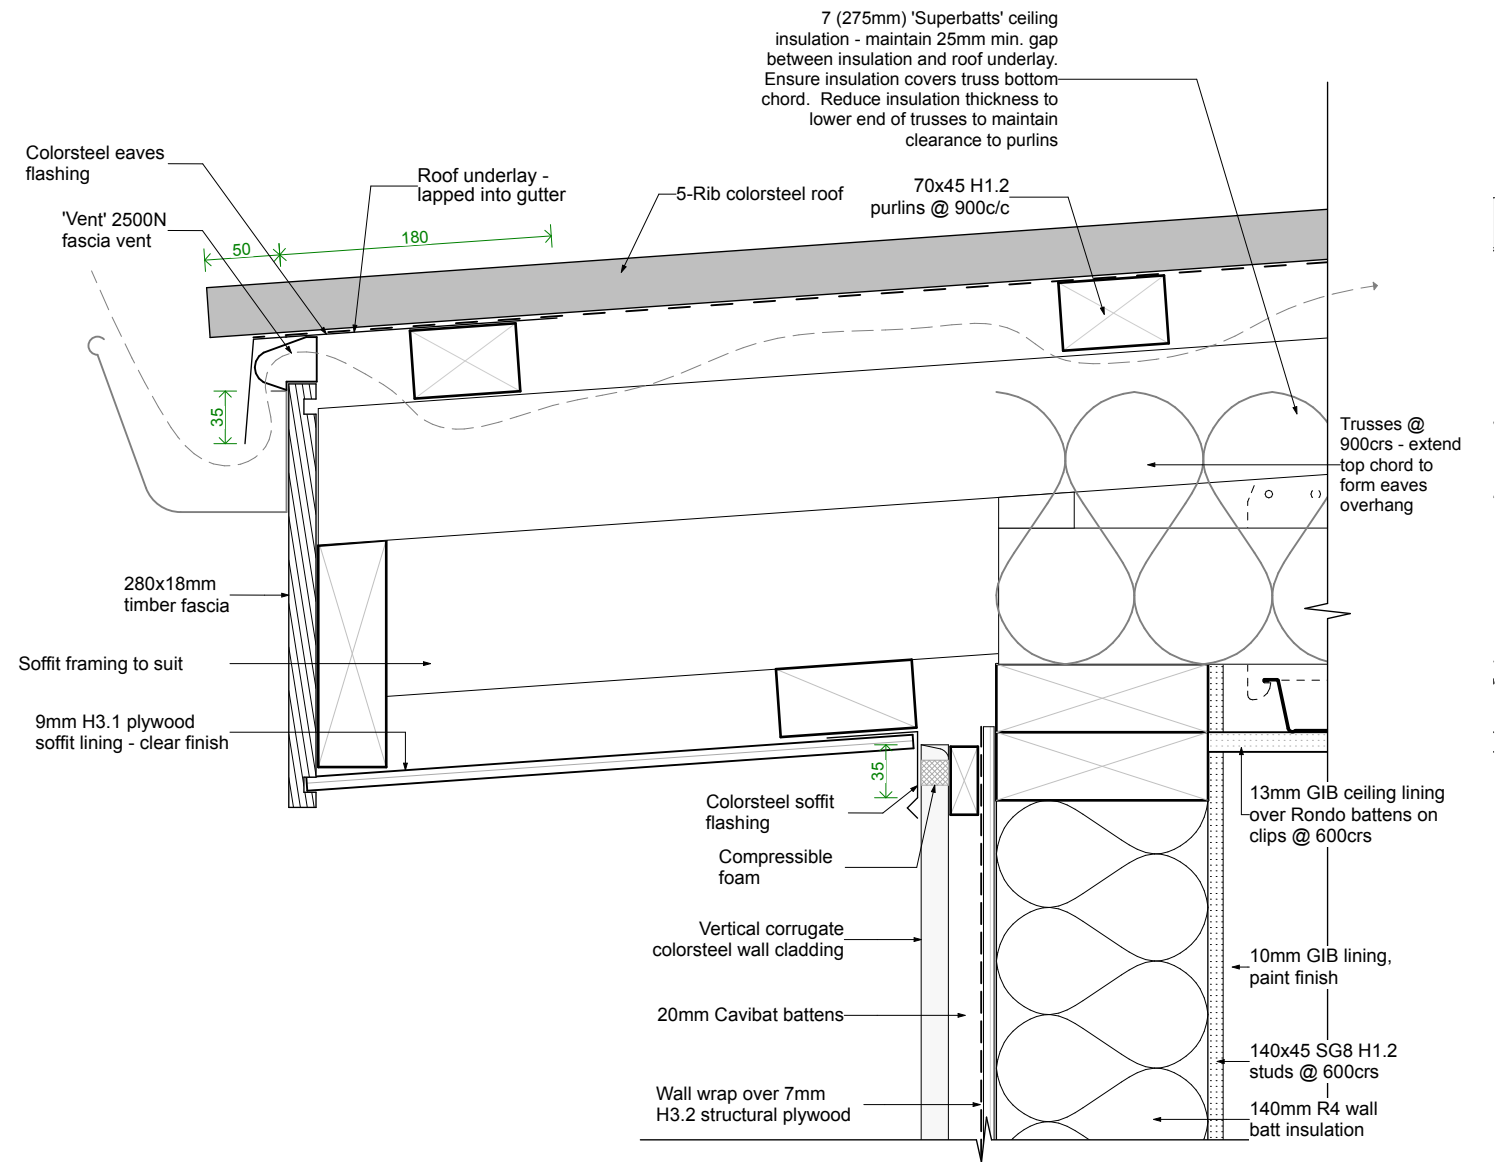 7 (275mm) 'Superbatts' ceiling
insulation - maintain 25mm min. gap
between insulation and roof underlay.
Ensure insulation covers truss bottom
chord.  Reduce insulation thickness to
lower end of trusses to maintain
clearance to purlins
Colorsteel eaves
flashing
Roof underlay -
lapped into gutter
5-Rib colorsteel roof
70x45 H1.2
purlins @ 900c/c
'Vent' 2500N
fascia vent
50
180
35
Trusses @
900crs - extend
top chord to
form eaves
overhang
280x18mm
timber fascia
Soffit framing to suit
9mm H3.1 plywood
soffit lining - clear finish
35
Colorsteel soffit
flashing
13mm GIB ceiling lining
over Rondo battens on
clips @ 600crs
Compressible
foam
Vertical corrugate
colorsteel wall cladding
10mm GIB lining,
paint finish
20mm Cavibat battens
140x45 SG8 H1.2
studs @ 600crs
Wall wrap over 7mm
H3.2 structural plywood
140mm R4 wall
batt insulation